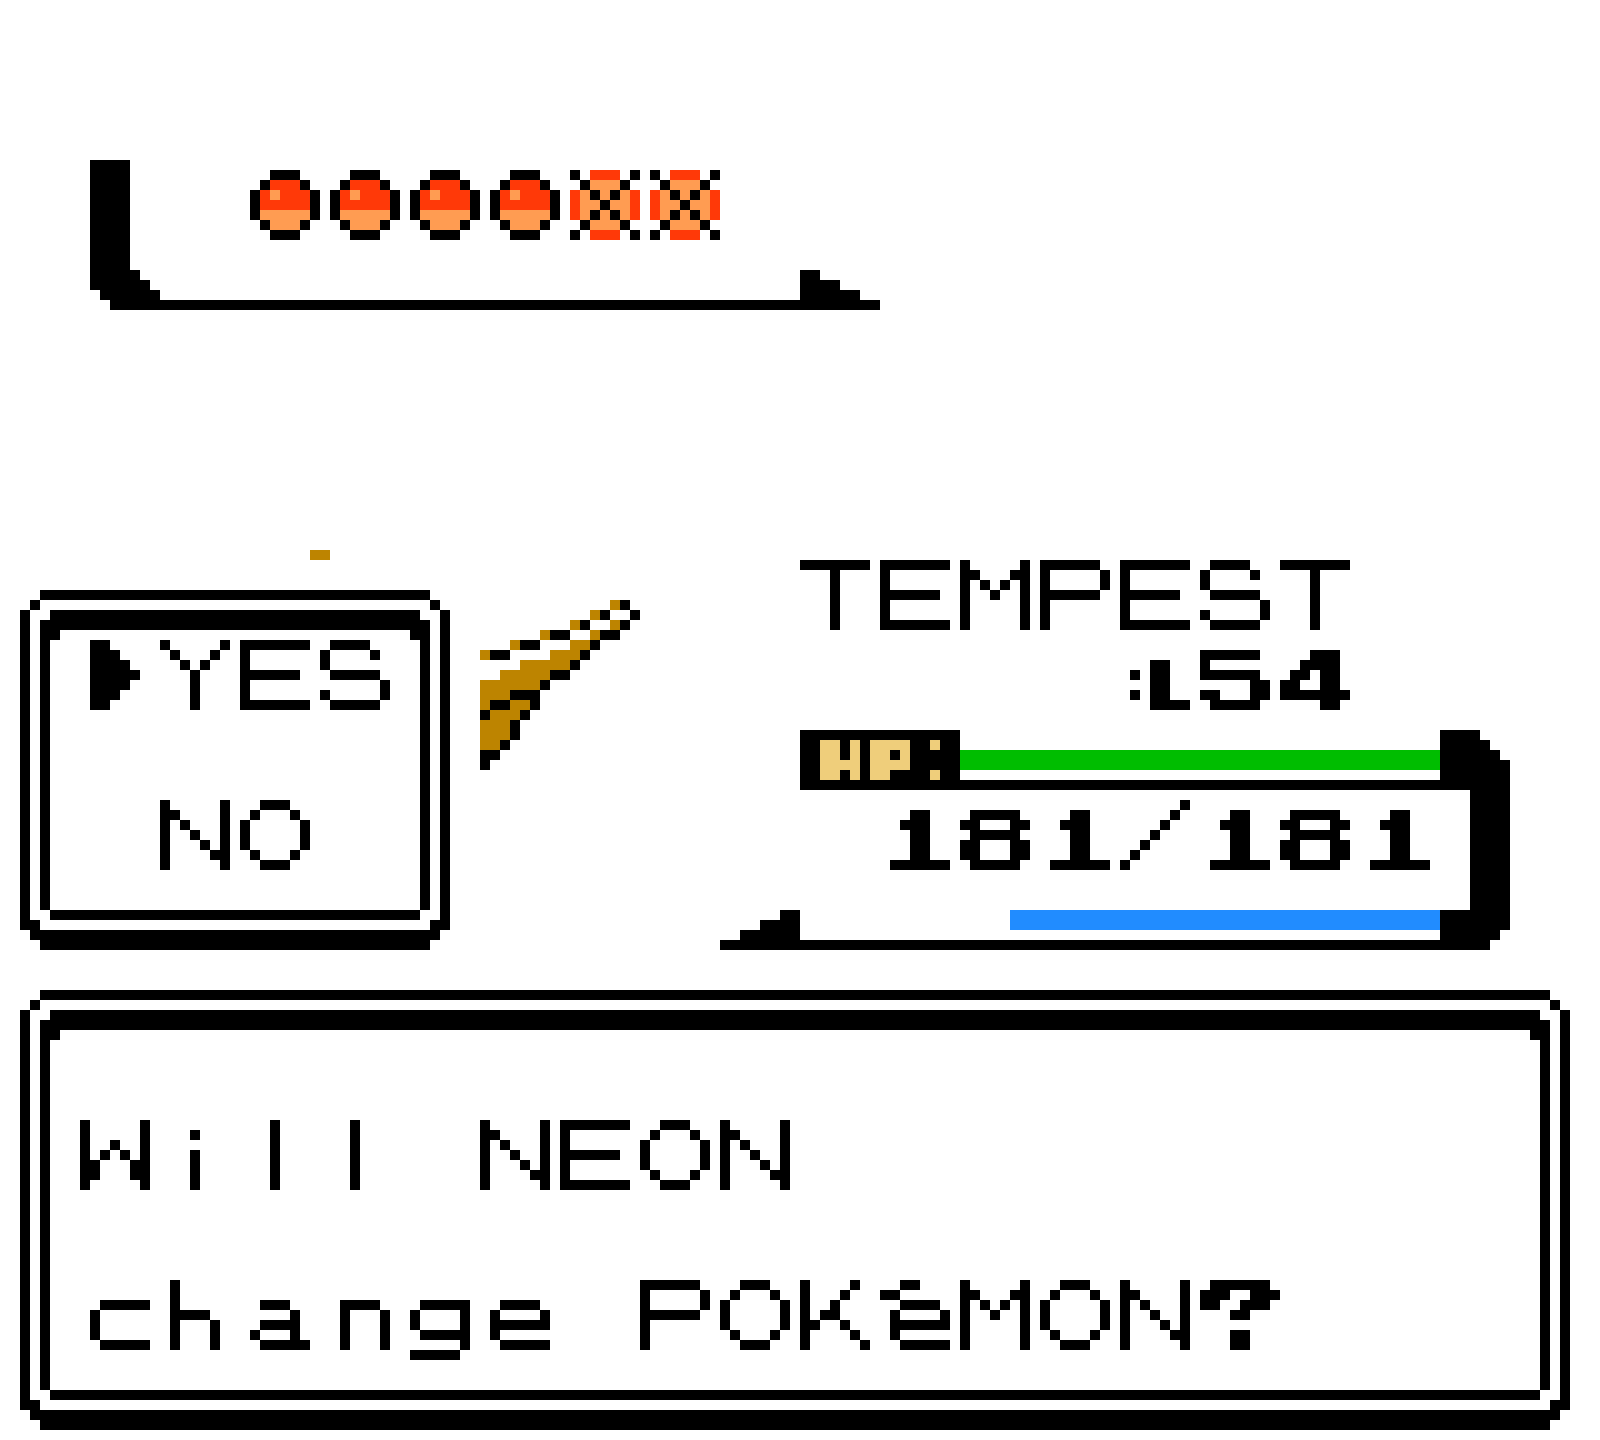 TEMPEST
:L54
HP:
181/181
▶YES
NO
Will NEON
change POKéMON?